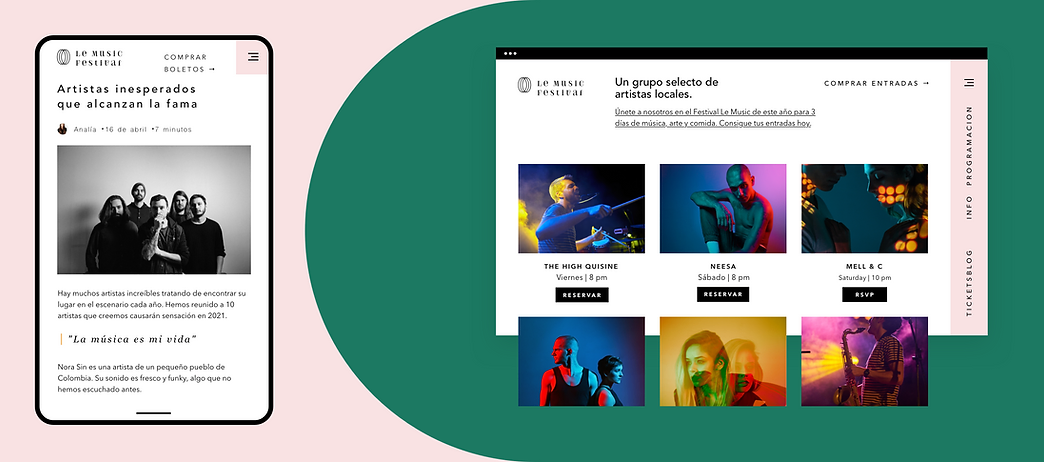 Le Music
Festival
COMPRAR
BOLETOS →
Artistas inesperados
que alcanzan la fama
Analía •16 de abril •7 minutos
Hay muchos artistas increíbles tratando de encontrar su
lugar en el escenario cada año. Hemos reunido a 10
artistas que creemos causarán sensación en 2021.
"La música es mi vida"
Nora Sin es una artista de un pequeño pueblo de
Colombia. Su sonido es fresco y funky, algo que no
hemos escuchado antes.
Le Music
Festival
Un grupo selecto de
artistas locales.
Únete a nosotros en el Festival Le Music de este año para 3
días de música, arte y comida. Consigue tus entradas hoy.
COMPRAR ENTRADAS →
THE HIGH QUISINE
Viernes | 8 pm
RESERVAR
NEESA
Sábado | 8 pm
RESERVAR
MELL & C
Saturday | 10 pm
RSVP
PROGRAMACION
INFO
TICKETSBLOG